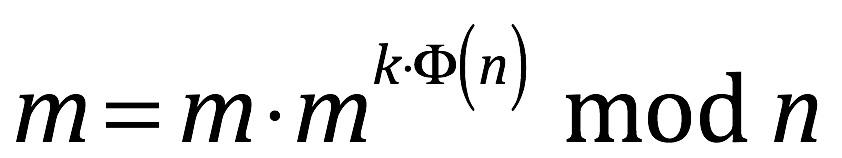 m = m · m^{k·Φ(n)} mod n